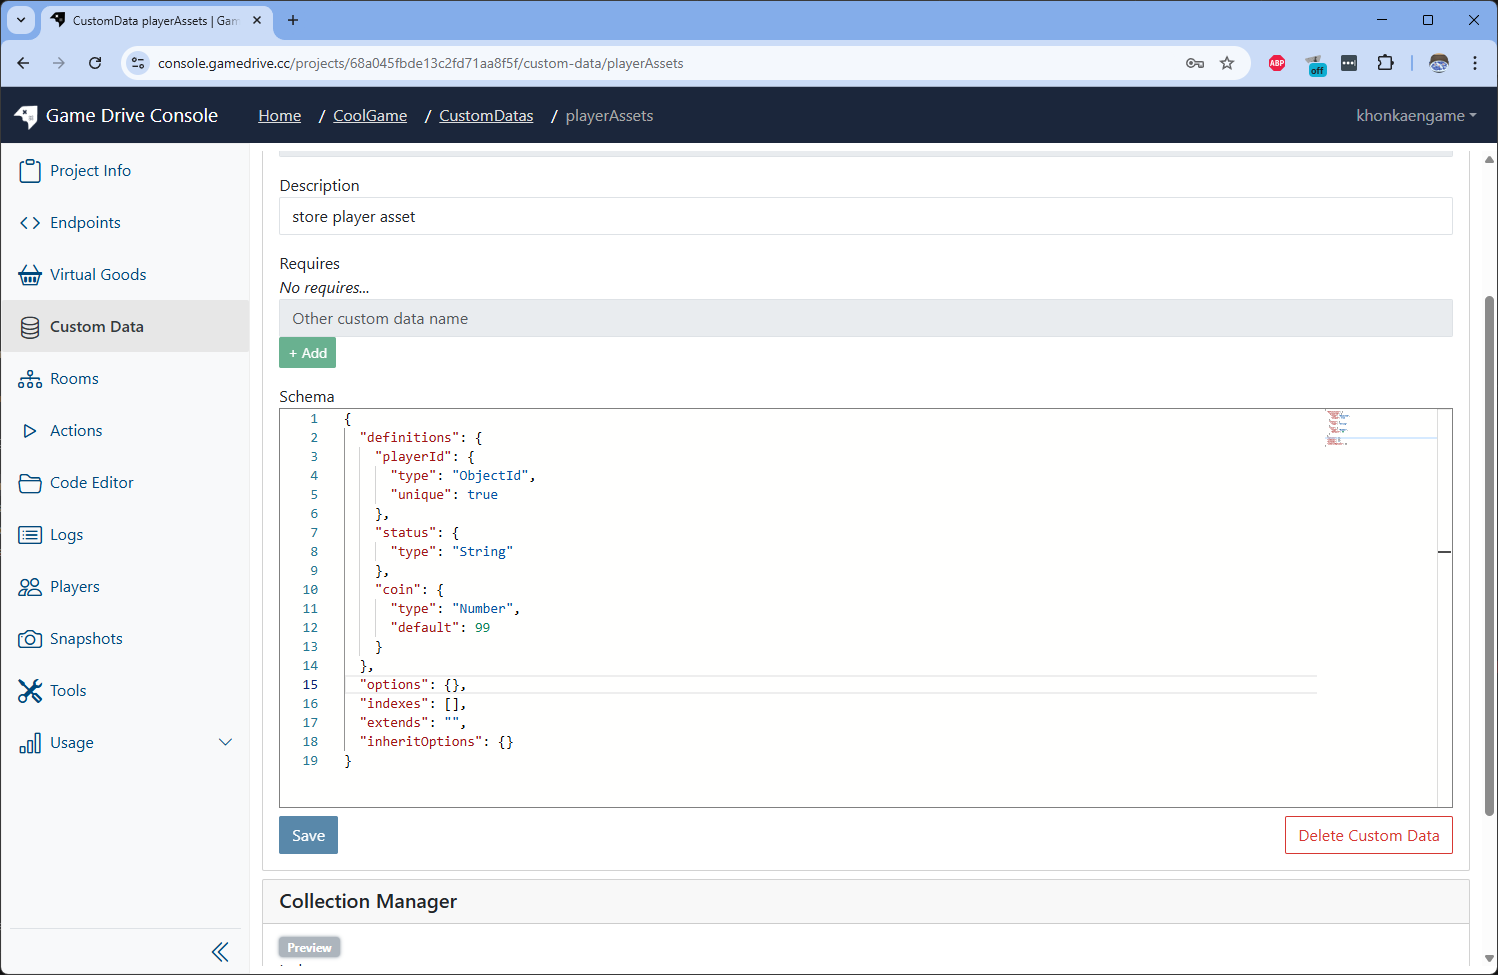 CustomData playerAssets | Gam
console.gamedrive.cc/projects/68a045fbde13c2fd71aa8f5f/custom-data/playerAssets
ABP
off
Game Drive Console
Home / CoolGame / CustomDatas / playerAssets
khonkaengame
Project Info
Endpoints
Virtual Goods
Custom Data
Rooms
Actions
Code Editor
Logs
Players
Snapshots
Tools
Usage
Description
store player asset
Requires
No requires...
Other custom data name
+ Add
Schema
1 {
2 "definitions": {
3 "playerId": {
4 "type": "ObjectId",
5 "unique": true
6 },
7 "status": {
8 "type": "String"
9 },
10 "coin": {
11 "type": "Number",
12 "default": 99
13 }
14 },
15 "options": {},
16 "indexes": [],
17 "extends": "",
18 "inheritOptions": {}
19 }
Save
Delete Custom Data
Collection Manager
Preview